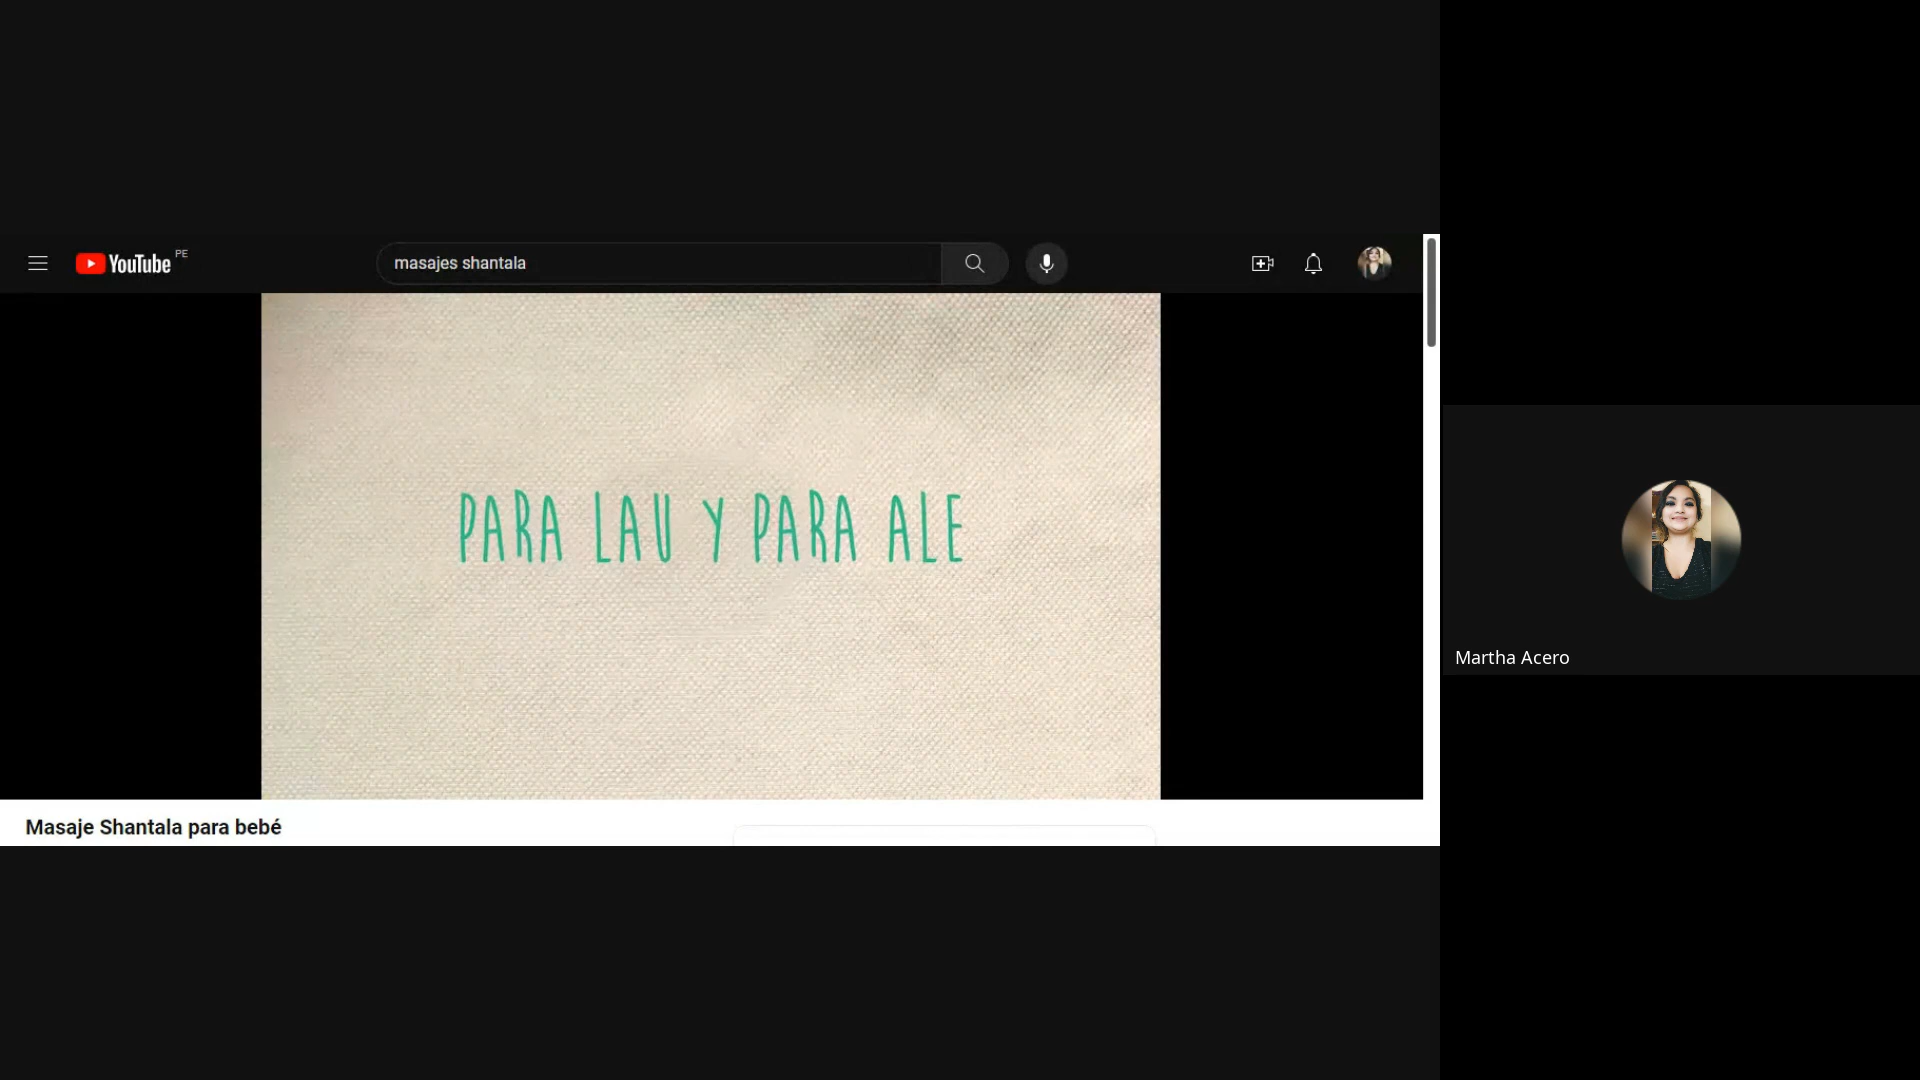 YouTube PE
masajes shantala
PARA LAU Y PARA ALE
Masaje Shantala para bebé
Martha Acero